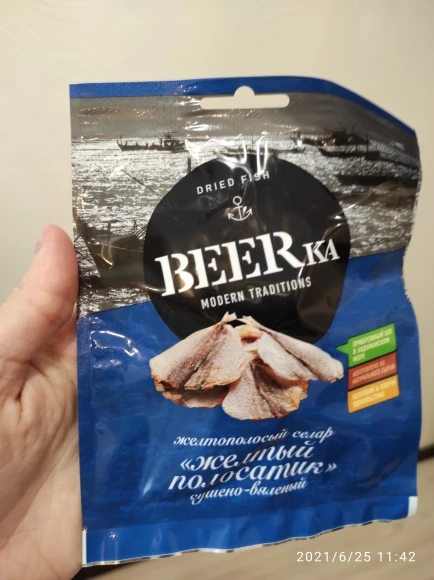 DRIED FISH
BEERKA
MODERN TRADITIONS
желтополосый селар
«желтый
полосатик»
сушено-вяленый
2021/6/25 11:42